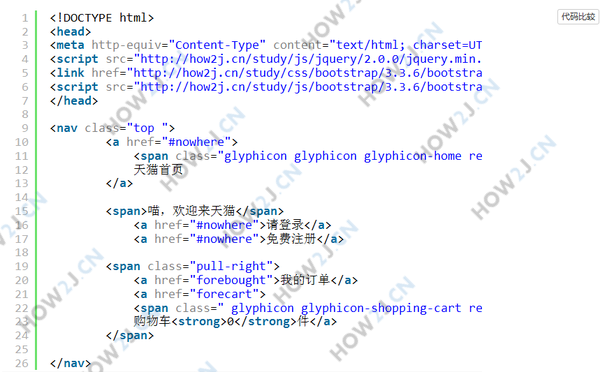 代码比较
1 <!DOCTYPE html>
2 <head>
3 <meta http-equiv="Content-Type" content="text/html; charset=UT
4 <script src="http://how2j.cn/study/js/jquery/2.0.0/jquery.min.
5 <link href="http://how2j.cn/study/css/bootstrap/3.3.6/bootstra
6 <script src="http://how2j.cn/study/js/bootstrap/3.3.6/bootstra
7 </head>
8
9 <nav class="top ">
10 <a href="#nowhere">
11 <span class="glyphicon glyphicon glyphicon-home re
12 天猫首页
13 </a>
14
15 <span>喵，欢迎来天猫</span>
16 <a href="#nowhere">请登录</a>
17 <a href="#nowhere">免费注册</a>
18
19 <span class="pull-right">
20 <a href="forebought">我的订单</a>
21 <a href="forecart">
22 <span class=" glyphicon glyphicon-shopping-cart re
23 购物车<strong>0</strong>件</a>
24 </span>
25
26 </nav>
HOW2J.CN
HOW2J.CN
HOW2J.CN
HOW2J.CN
HOW2J.CN
HOW2J.CN
HOW2J.CN
HOW2J.CN